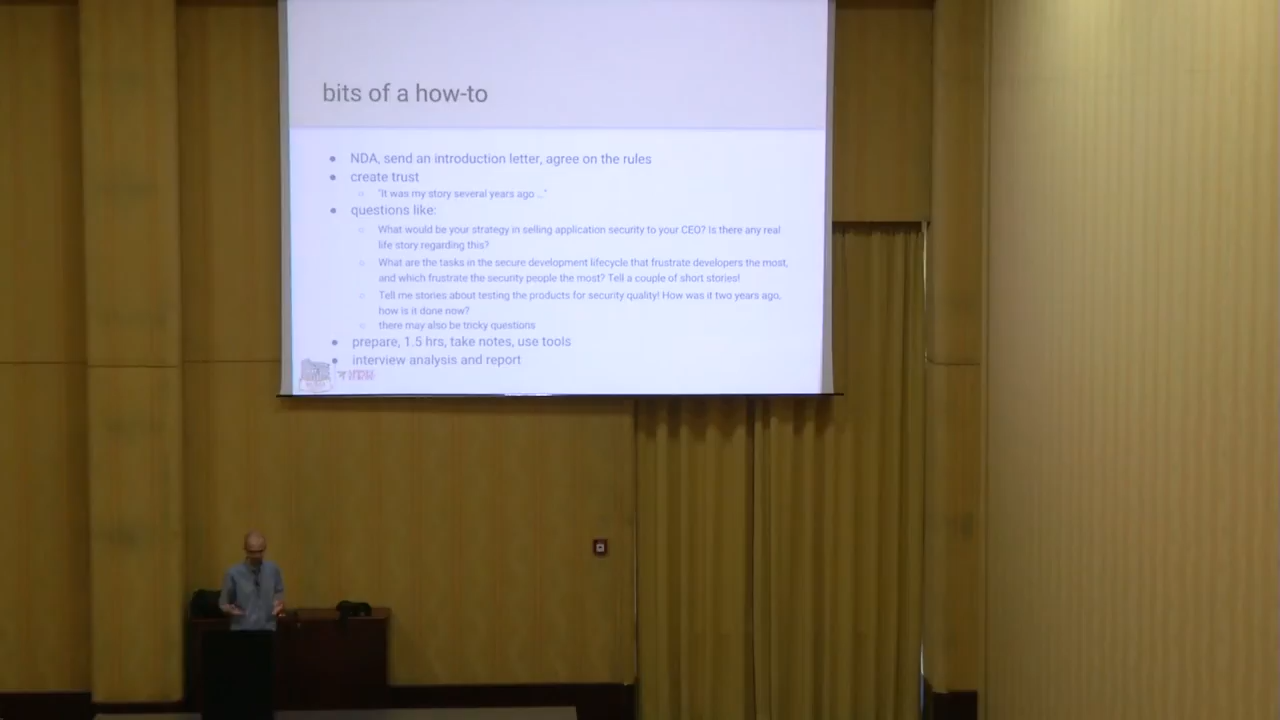 bits of a how-to
● NDA, send an introduction letter, agree on the rules
● create trust
○ "It was my story several years ago ..."
● questions like:
○ What would be your strategy in selling application security to your CEO? Is there any real
life story regarding this?
○ What are the tasks in the secure development lifecycle that frustrate developers the most,
and which frustrate the security people the most? Tell a couple of short stories!
○ Tell me stories about testing the products for security quality! How was it two years ago,
how is it done now?
○ there may also be tricky questions
● prepare, 1.5 hrs, take notes, use tools
● interview analysis and report